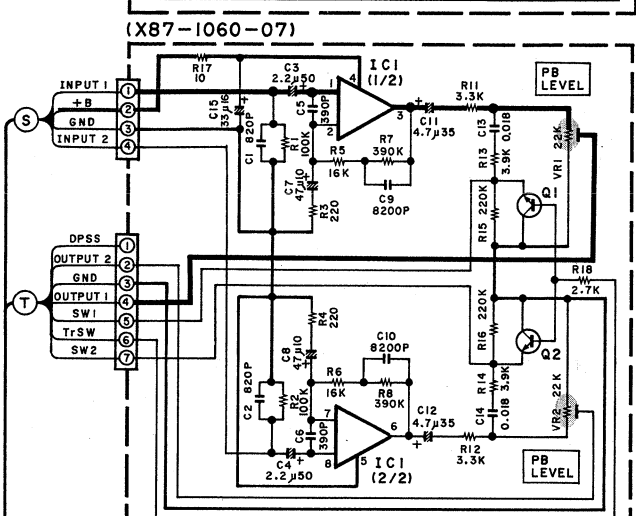 (X87-1060-07)
INPUT 1
+B
GND
INPUT 2
S
1
2
3
4
R17
10
C15
33µ16
C3
2.2µ50
+
C5
390P
C1 820P
R1
100K
IC1
(1/2)
1
2
3
4
C7
47µ10
R3
220
R5
16K
R7
390K
C9
8200P
C11
4.7µ35
R11
3.3K
C13
0.018
R13
3.9K
R15
220K
PB
LEVEL
22K
VR1
Q1
DPSS
OUTPUT 2
GND
OUTPUT 1
SW1
TrSW
SW2
T
1
2
3
4
5
6
7
R18
2.7K
R4
220
C8
47µ10
C10
8200P
R6
16K
R8
390K
C2 820P
R2
100K
C6
390P
C4
2.2µ50
+
7
8
6
5
IC1
(2/2)
C12
4.7µ35
R12
3.3K
220K
R16
R14
3.9K
C14
0.018
Q2
22K
VR2
PB
LEVEL